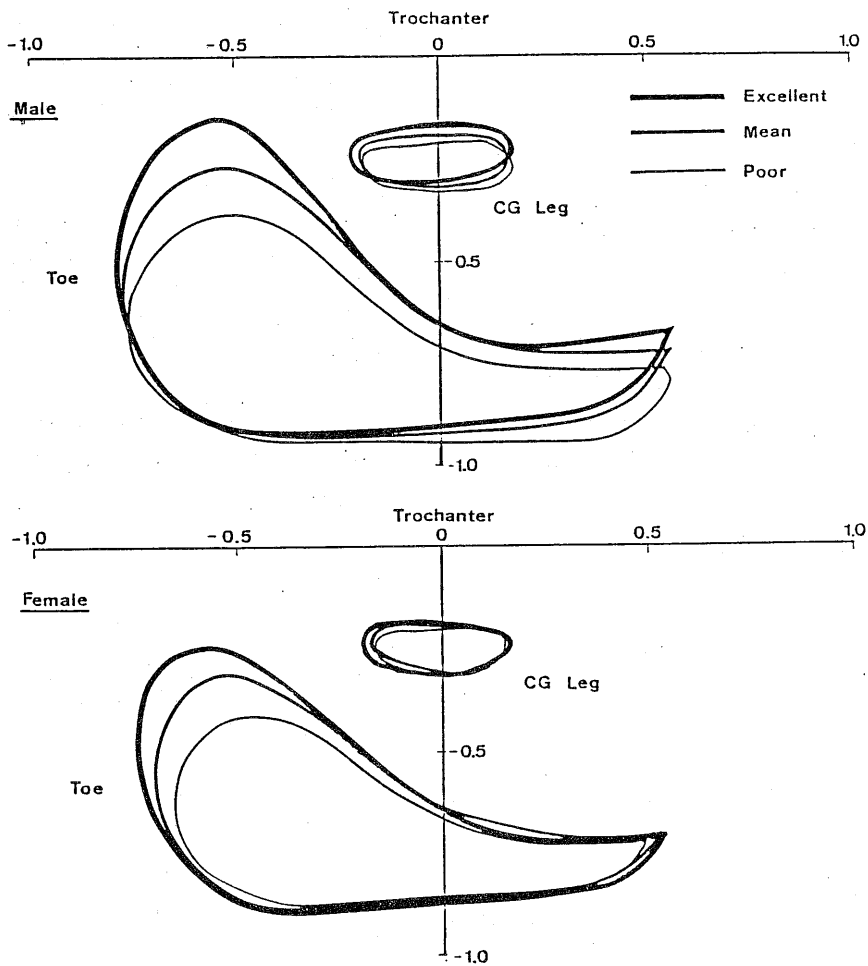 Trochanter
-1.0 -0.5 0 0.5 1.0
Male
Excellent
Mean
Poor
CG Leg
-0.5
Toe
-1.0
Trochanter
-1.0 -0.5 0 0.5 1.0
Female
CG Leg
-0.5
Toe
-1.0